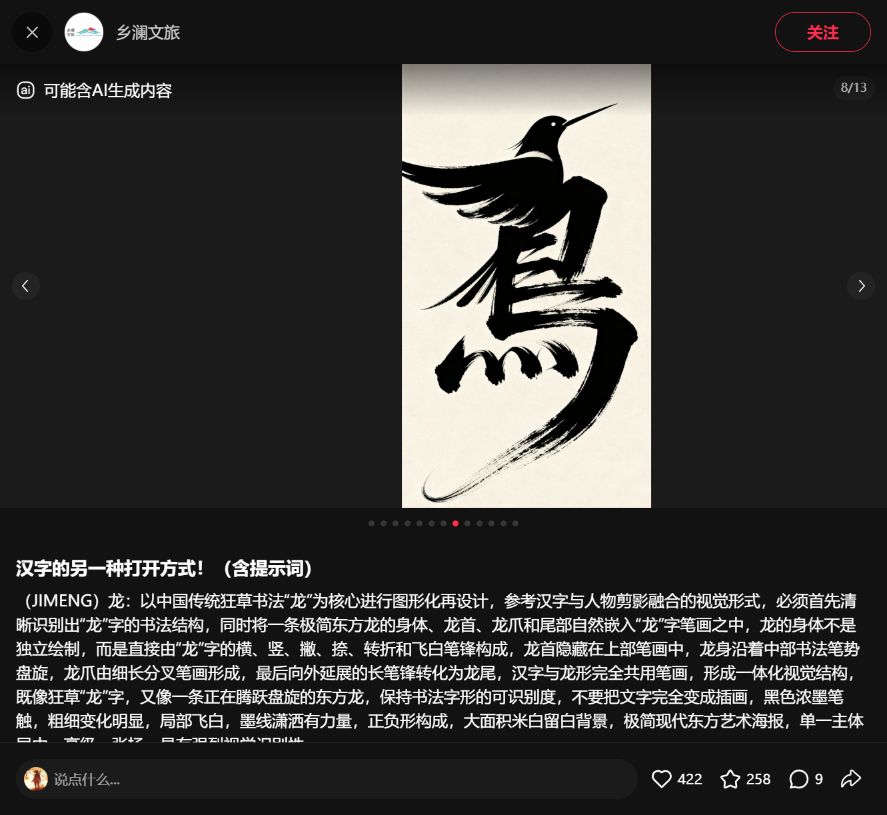 乡澜文旅
关注
ai 可能含AI生成内容
8/13
鳥
汉字的另一种打开方式！（含提示词）
（JIMENG）龙：以中国传统狂草书法“龙”为核心进行图形化再设计，参考汉字与人物剪影融合的视觉形式，必须首先清
晰识别出“龙”字的书法结构，同时将一条极简东方龙的身体、龙首、龙爪和尾部自然嵌入“龙”字笔画之中，龙的身体不是
独立绘制，而是直接由“龙”字的横、竖、撇、捺、转折和飞白笔锋构成，龙首隐藏在上部笔画中，龙身沿着中部书法笔势
盘旋，龙爪由细长分叉笔画形成，最后向外延展的长笔锋转化为龙尾，汉字与龙形完全共用笔画，形成一体化视觉结构，
既像狂草“龙”字，又像一条正在腾跃盘旋的东方龙，保持书法字形的可识别度，不要把文字完全变成插画，黑色浓墨笔
触，粗细变化明显，局部飞白，墨线潇洒有力量，正负形构成，大面积米白留白背景，极简现代东方艺术海报，单一主体
说点什么...
422
258
9